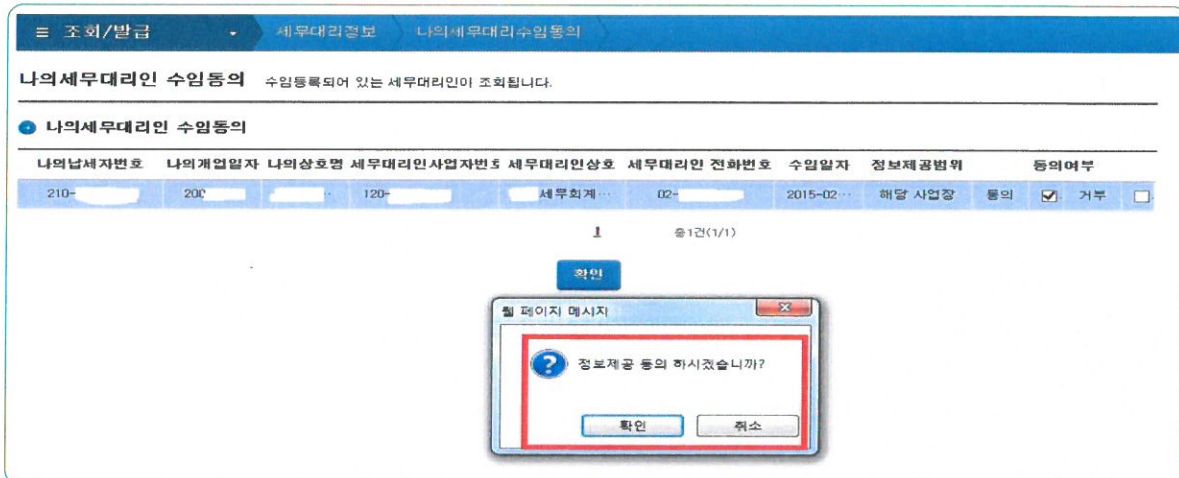 ≡ 조회/발급 세무대리정보 나의세무대리수임동의
나의세무대리인 수임동의 수임등록되어 있는 세무대리인이 조회됩니다.
나의세무대리인 수임동의
나의납세자번호 나의개업일자 나의상호명 세무대리인사업자번호 세무대리인상호 세무대리인 전화번호 수임일자 정보제공범위 동의여부
210- 200 ·· 120- 세무회계··· 02- 2015-02··· 해당 사업장 동의 거부
1 총1건(1/1)
확인
웹 페이지 메시지
정보제공 동의 하시겠습니까?
확인 취소